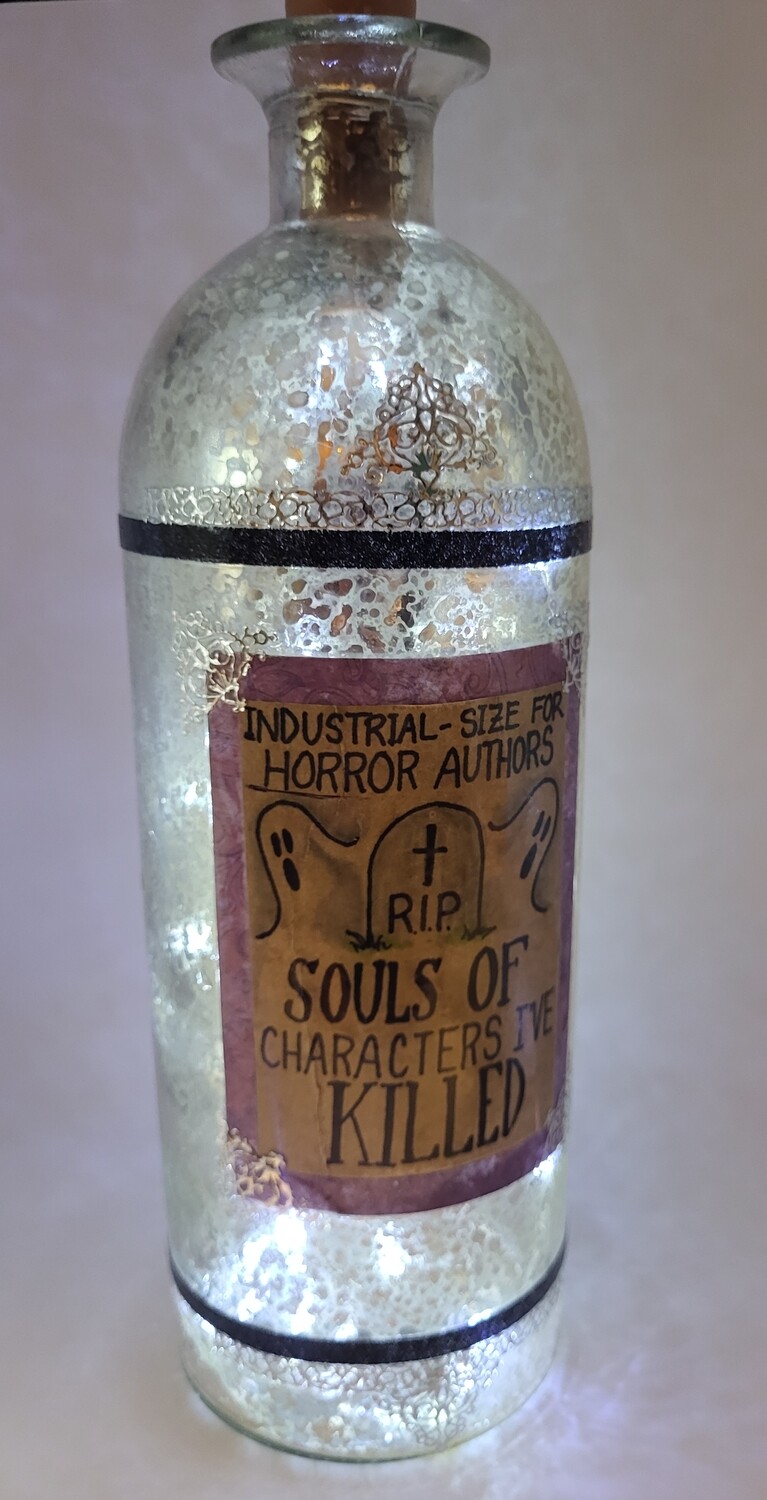 INDUSTRIAL-SIZE FOR
HORROR AUTHORS
R.I.P.
SOULS OF
CHARACTERS I'VE
KILLED